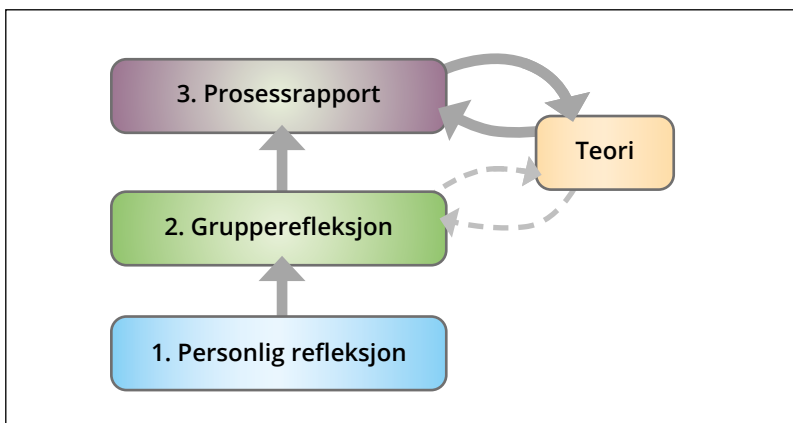 3. Prosessrapport
Teori
2. Grupperefleksjon
1. Personlig refleksjon